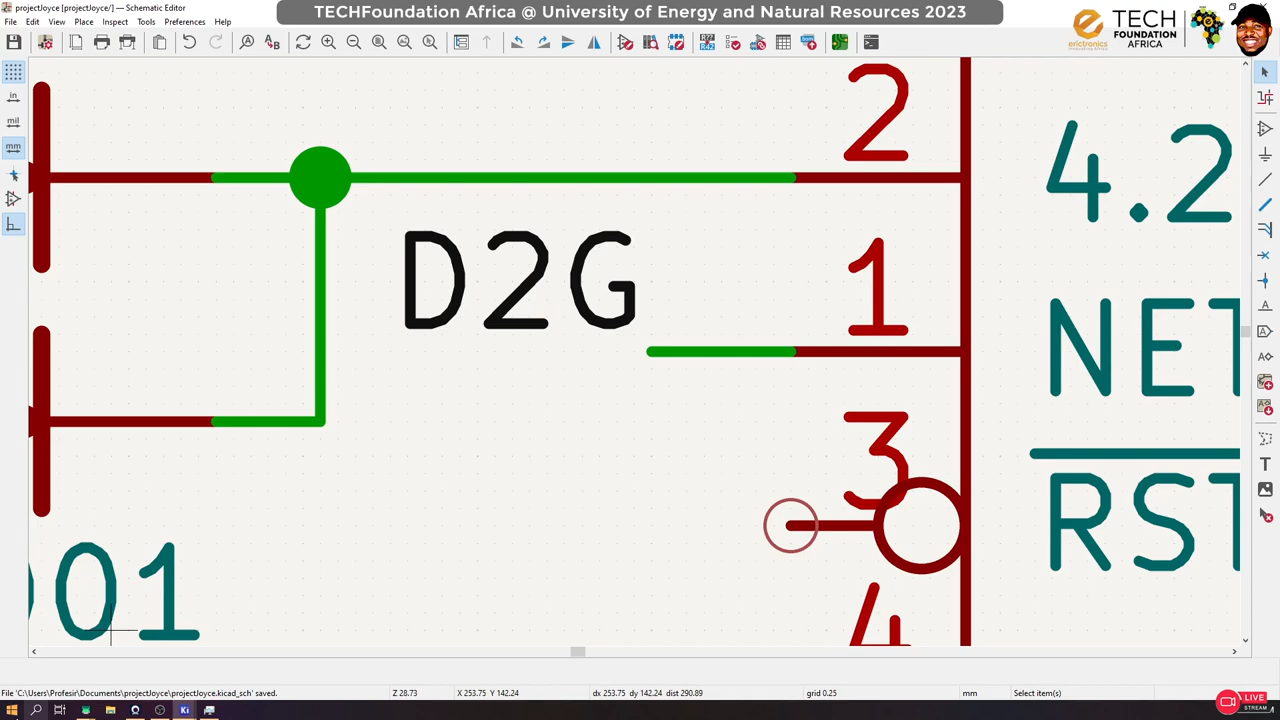 projectJoyce [projectJoyce/] — Schematic Editor
TECHFoundation Africa @ University of Energy and Natural Resources 2023
File Edit View Place Inspect Tools Preferences Help
erictronics
TECH
FOUNDATION
AFRICA
in
mil
mm
2
4.2
D2G
1
NET
3
RST
001
4
File 'C:\Users\Profesir\Documents\projectJoyce\projectJoyce.kicad_sch' saved.
Z 28.73
X 253.75 Y 142.24
dx 253.75 dy 142.24 dist 290.89
grid 0.25
mm
Select item(s)
LIVE
STREAM